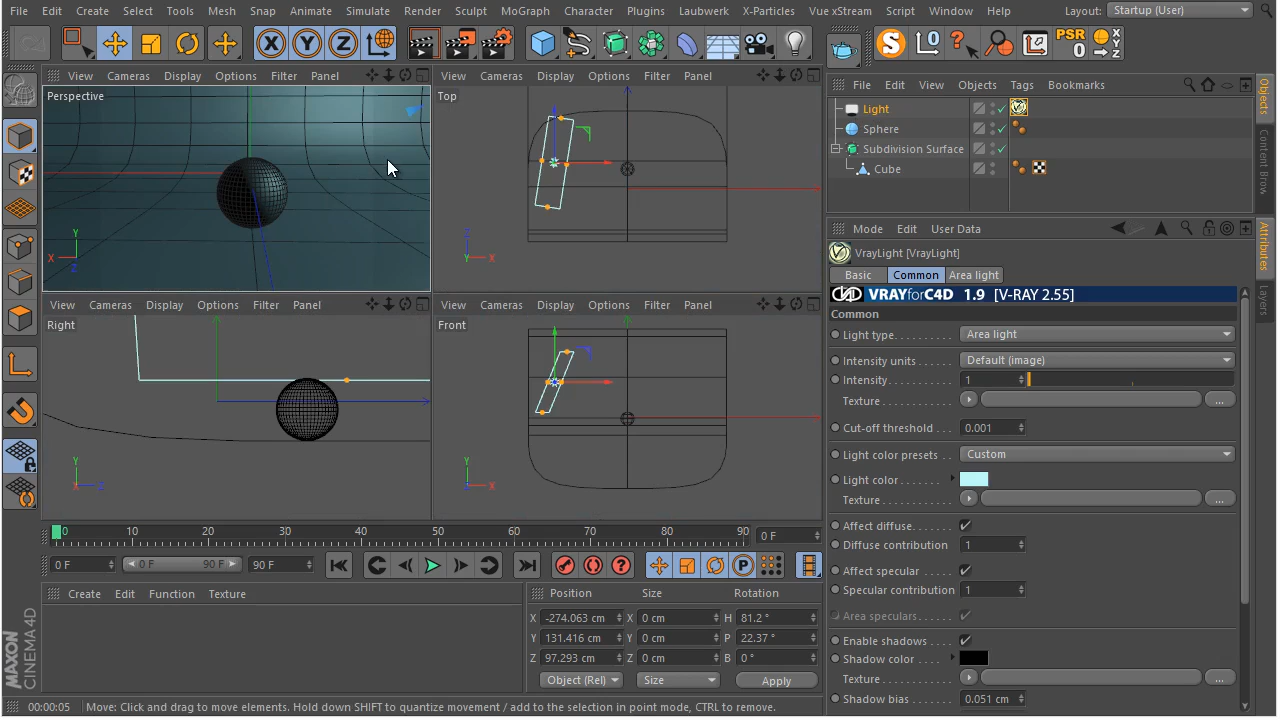 File Edit Create Select Tools Mesh Snap Animate Simulate Render Sculpt MoGraph Character Plugins Laubwerk X-Particles Vue xStream Script Window Help Layout: Startup (User)
X Y Z PSR 0
View Cameras Display Options Filter Panel
Perspective
X Y Z
View Cameras Display Options Filter Panel
Top
Z Y X
View Cameras Display Options Filter Panel
Right
Y X Z
View Cameras Display Options Filter Panel
Front
Y Z X
File Edit View Objects Tags Bookmarks
Light
Sphere
Subdivision Surface
Cube
Objects
Content Brow
Mode Edit User Data
VrayLight [VrayLight]
Basic Common Area light
VRAYforC4D 1.9 [V-RAY 2.55]
Common
Light type Area light
Intensity units Default (image)
Intensity 1
Texture ...
Cut-off threshold 0.001
Light color presets Custom
Light color
Texture ...
Affect diffuse
Diffuse contribution 1
Affect specular
Specular contribution 1
Area speculars
Enable shadows
Shadow color
Texture ...
Shadow bias 0.051 cm
Attributes
Layers
0 10 20 30 40 50 60 70 80 90 0 F
0 F 0 F 90 F 90 F
P
Create Edit Function Texture
Position Size Rotation
X -274.063 cm X 0 cm H 81.2 °
Y 131.416 cm Y 0 cm P 22.37 °
Z 97.293 cm Z 0 cm B 0 °
Object (Rel) Size Apply
MAXON
CINEMA 4D
00:00:05 Move: Click and drag to move elements. Hold down SHIFT to quantize movement / add to the selection in point mode, CTRL to remove.